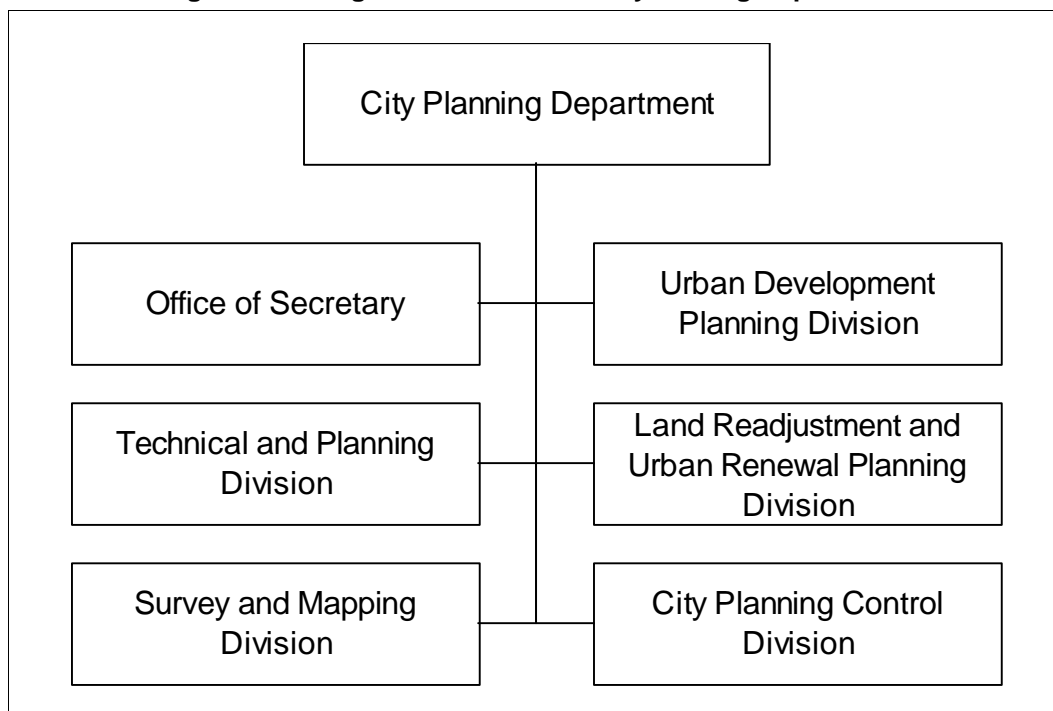 City Planning Department
Office of Secretary
Urban Development
Planning Division
Technical and Planning
Division
Land Readjustment and
Urban Renewal Planning
Division
Survey and Mapping
Division
City Planning Control
Division